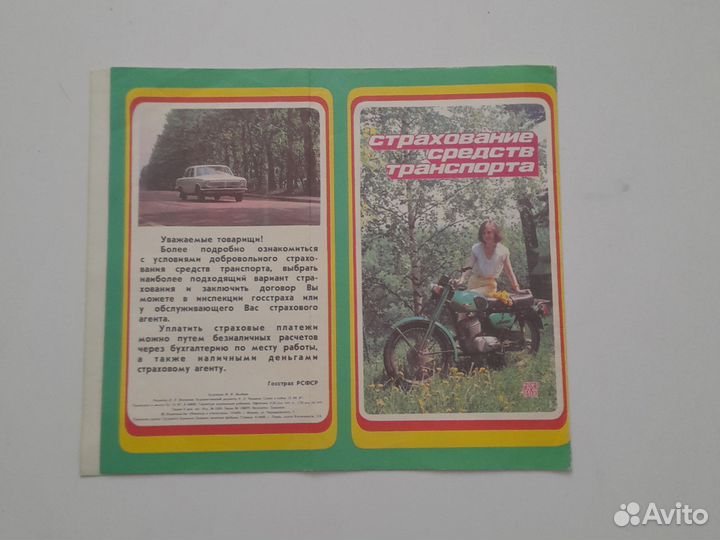 Уважаемые товарищи!
Более подробно ознакомиться
с условиями добровольного страхо-
вания средств транспорта, выбрать
наиболее подходящий вариант стра-
хования и заключить договор Вы
можете в инспекции госстраха или
у обслуживающего Вас страхового
агента.
Уплатить страховые платежи
можно путем безналичных расчетов
через бухгалтерию по месту работы,
а также наличными деньгами
страховому агенту.
Госстрах РСФСР
страхование
средств
транспорта
Avito